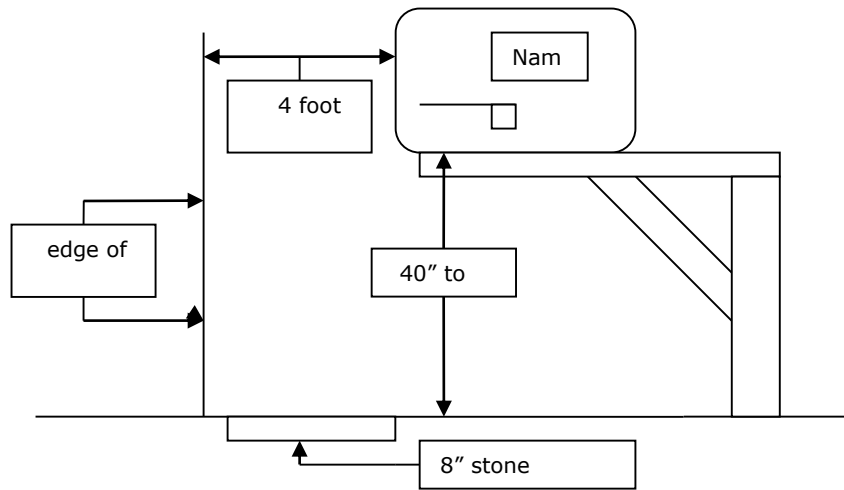 Nam
4 foot
edge of
40” to
8” stone